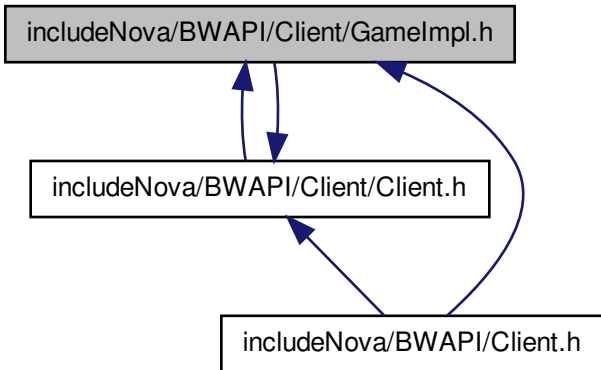 includeNova/BWAPI/Client/GameImpl.h
includeNova/BWAPI/Client/Client.h
includeNova/BWAPI/Client.h